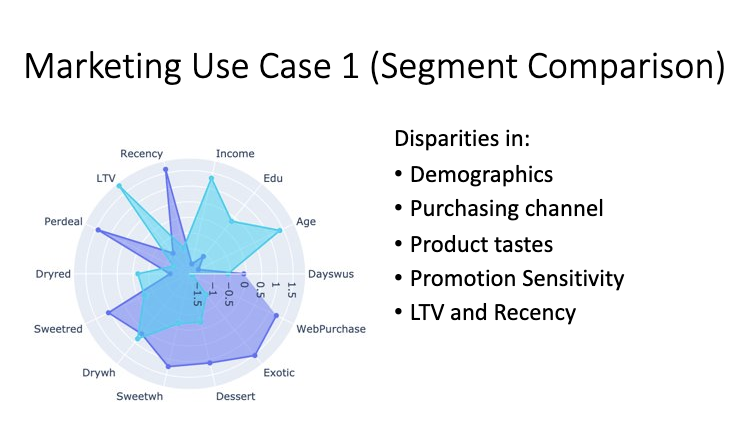 Marketing Use Case 1 (Segment Comparison)
Disparities in:
• Demographics
• Purchasing channel
• Product tastes
• Promotion Sensitivity
• LTV and Recency
Recency
Income
LTV
Edu
Perdeal
Age
Dryred
Dayswus
−1.5
−1
−0.5
0
0.5
1
1.5
Sweetred
WebPurchase
Drywh
Exotic
Sweetwh
Dessert